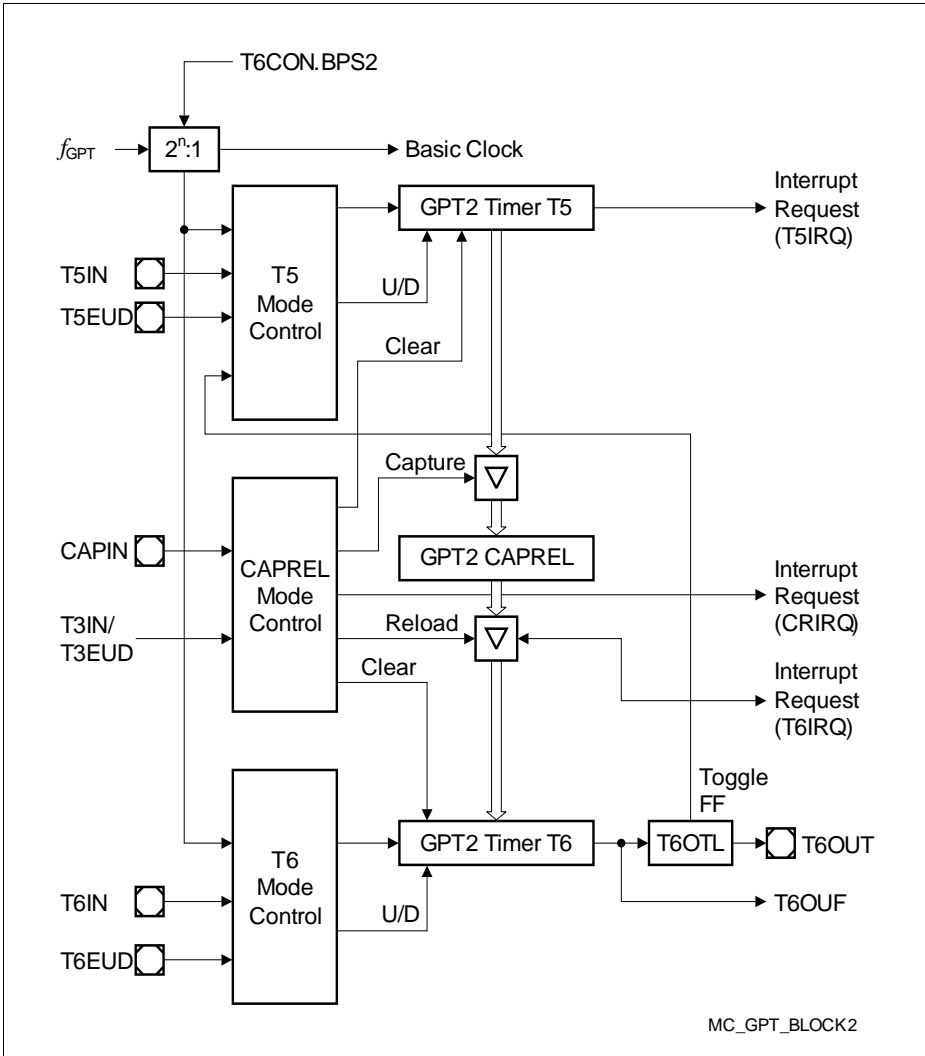 T6CON.BPS2
fGPT
2ⁿ:1
Basic Clock
GPT2 Timer T5
Interrupt
Request
(T5IRQ)
T5IN
T5EUD
T5
Mode
Control
U/D
Clear
Capture
CAPIN
T3IN/
T3EUD
CAPREL
Mode
Control
GPT2 CAPREL
Interrupt
Request
(CRIRQ)
Reload
Clear
Interrupt
Request
(T6IRQ)
Toggle
FF
GPT2 Timer T6
T6OTL
T6OUT
T6
Mode
Control
T6IN
U/D
T6OUF
T6EUD
MC_GPT_BLOCK2